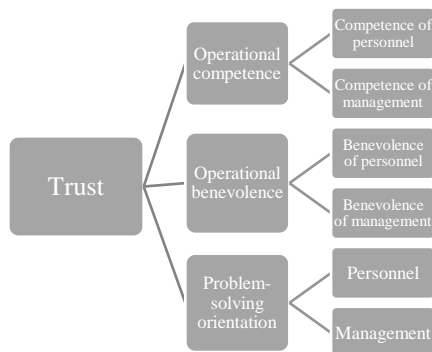 Trust
Operational
competence
Competence of
personnel
Competence of
management
Operational
benevolence
Benevolence
of personnel
Benevolence
of management
Problem-
solving
orientation
Personnel
Management